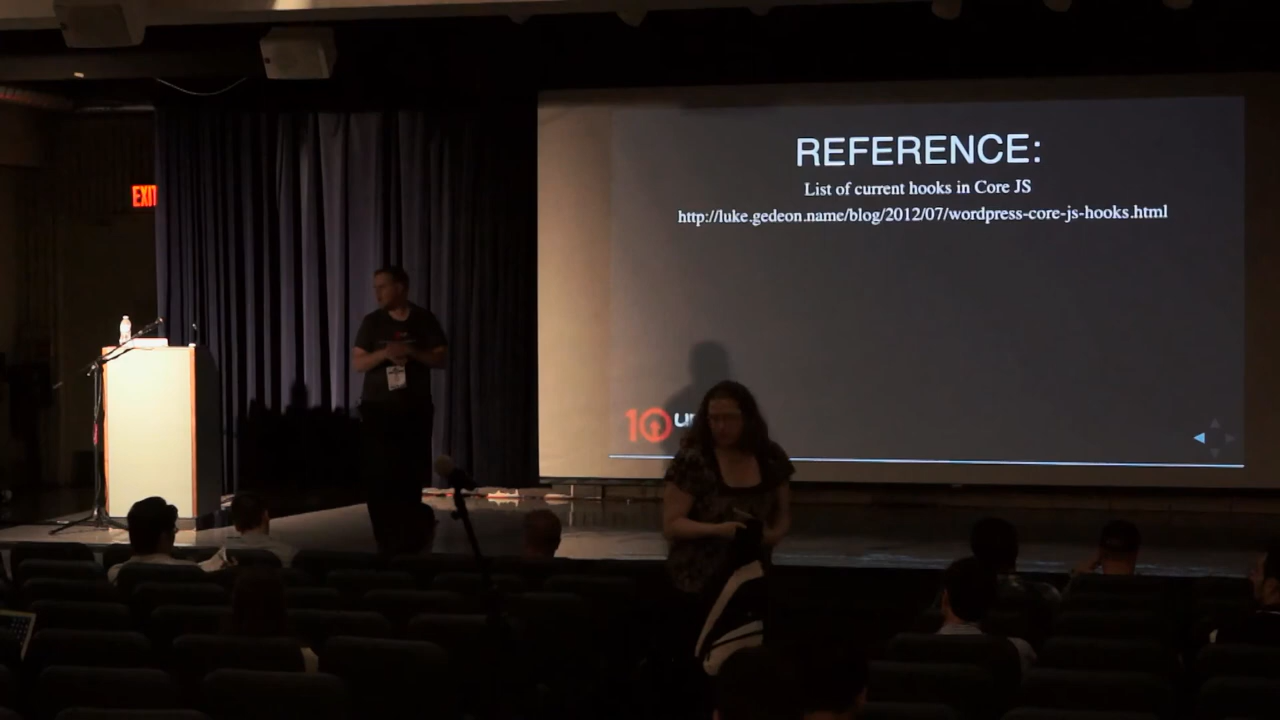 REFERENCE:
List of current hooks in Core JS
http://luke.gedeon.name/blog/2012/07/wordpress-core-js-hooks.html
EXIT
10